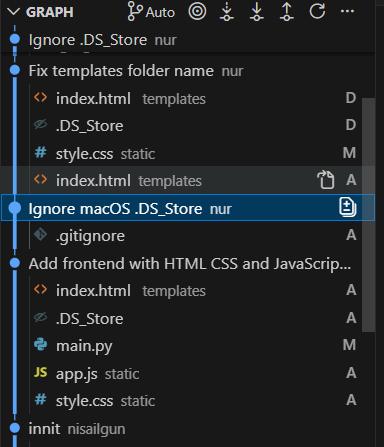 GRAPH Auto
Ignore .DS_Store nur
Fix templates folder name nur
index.html templates D
.DS_Store D
# style.css static M
index.html templates A
Ignore macOS .DS_Store nur
.gitignore A
Add frontend with HTML CSS and JavaScrip...
index.html templates A
.DS_Store A
main.py M
JS app.js static A
# style.css static A
innit nisailgun